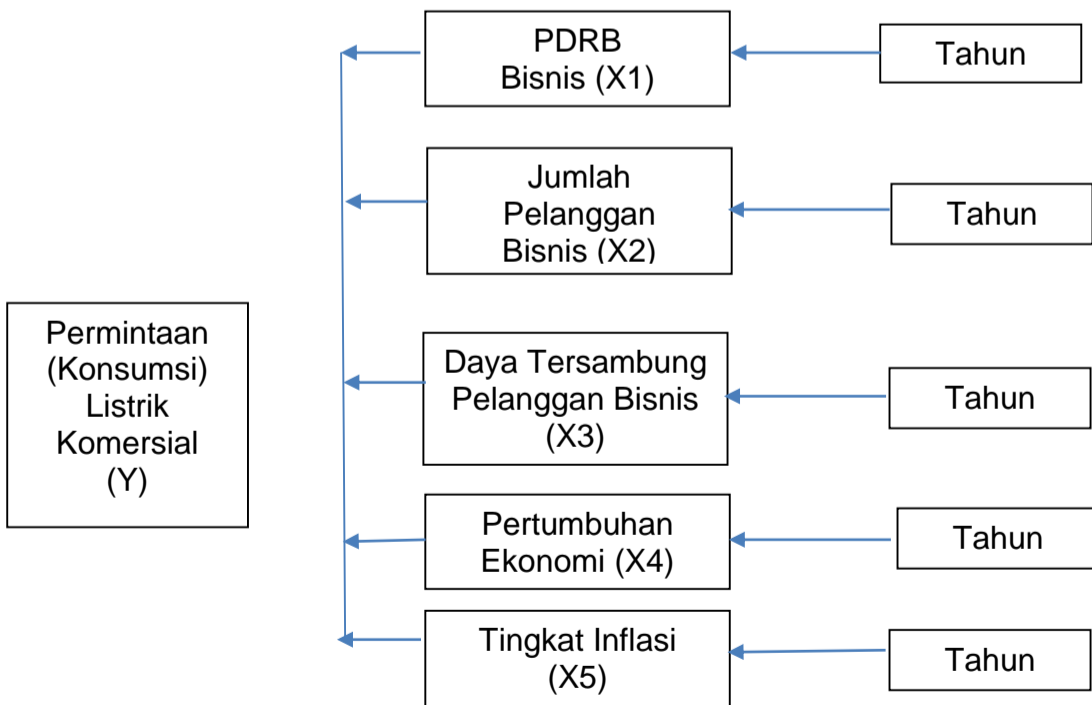 PDRB
Bisnis (X1)
Tahun
Jumlah
Pelanggan
Bisnis (X2)
Tahun
Permintaan
(Konsumsi)
Listrik
Komersial
(Y)
Daya Tersambung
Pelanggan Bisnis
(X3)
Tahun
Pertumbuhan
Ekonomi (X4)
Tahun
Tingkat Inflasi
(X5)
Tahun